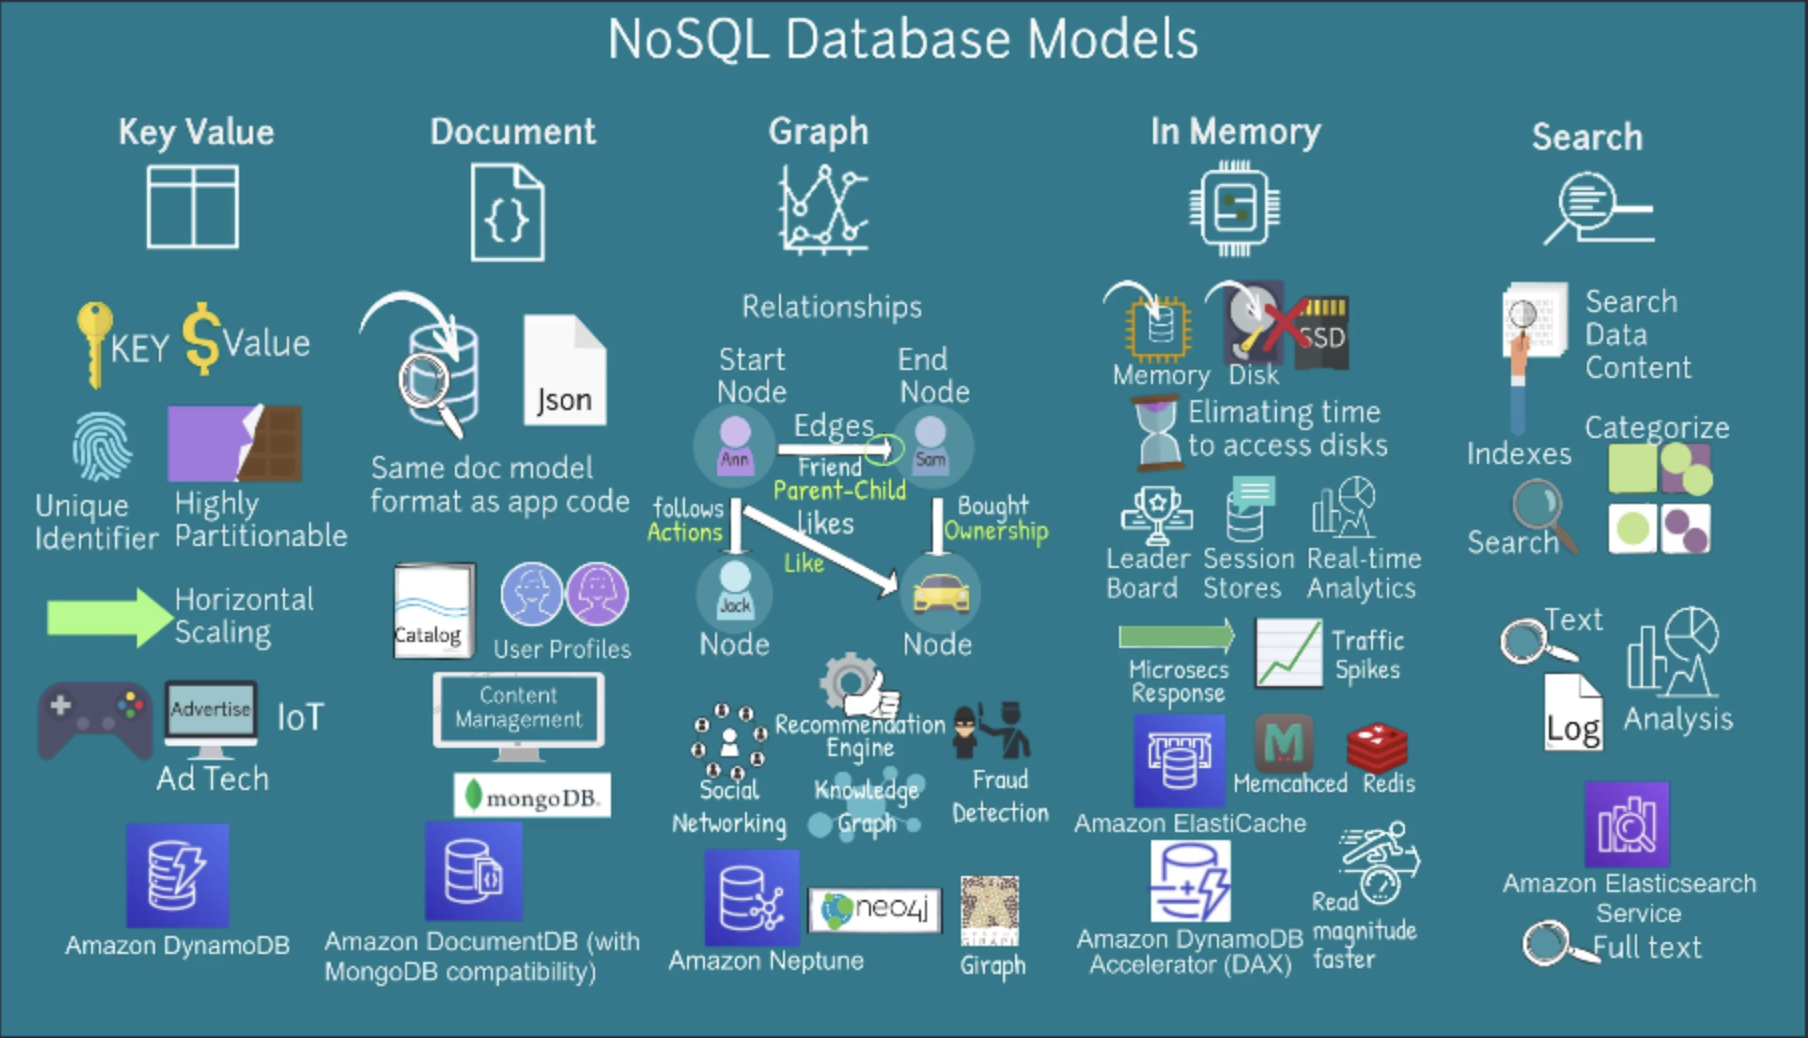 NoSQL Database Models
Key Value
KEY
Value
Unique
Identifier
Highly
Partitionable
Horizontal
Scaling
Advertise
IoT
Ad Tech
Amazon DynamoDB
Document
Json
Same doc model
format as app code
Catalog
User Profiles
Content
Management
mongoDB.
Amazon DocumentDB (with
MongoDB compatibility)
Graph
Relationships
Start
Node
End
Node
Edges
Ann
Sam
Friend
Parent-Child
follows
Actions
likes
Like
Bought
Ownership
Jack
Node
Node
Recommendation
Engine
Social
Networking
Knowledge
Graph
Fraud
Detection
neo4j
Amazon Neptune
Giraph
In Memory
SSD
Memory
Disk
Elimating time
to access disks
Leader
Board
Session
Stores
Real-time
Analytics
Microsecs
Response
Traffic
Spikes
M
Memcahced
Redis
Amazon ElastiCache
Amazon DynamoDB
Accelerator (DAX)
Read
magnitude
faster
Search
Search
Data
Content
Categorize
Indexes
Search
Text
Log
Analysis
Amazon Elasticsearch
Service
Full text